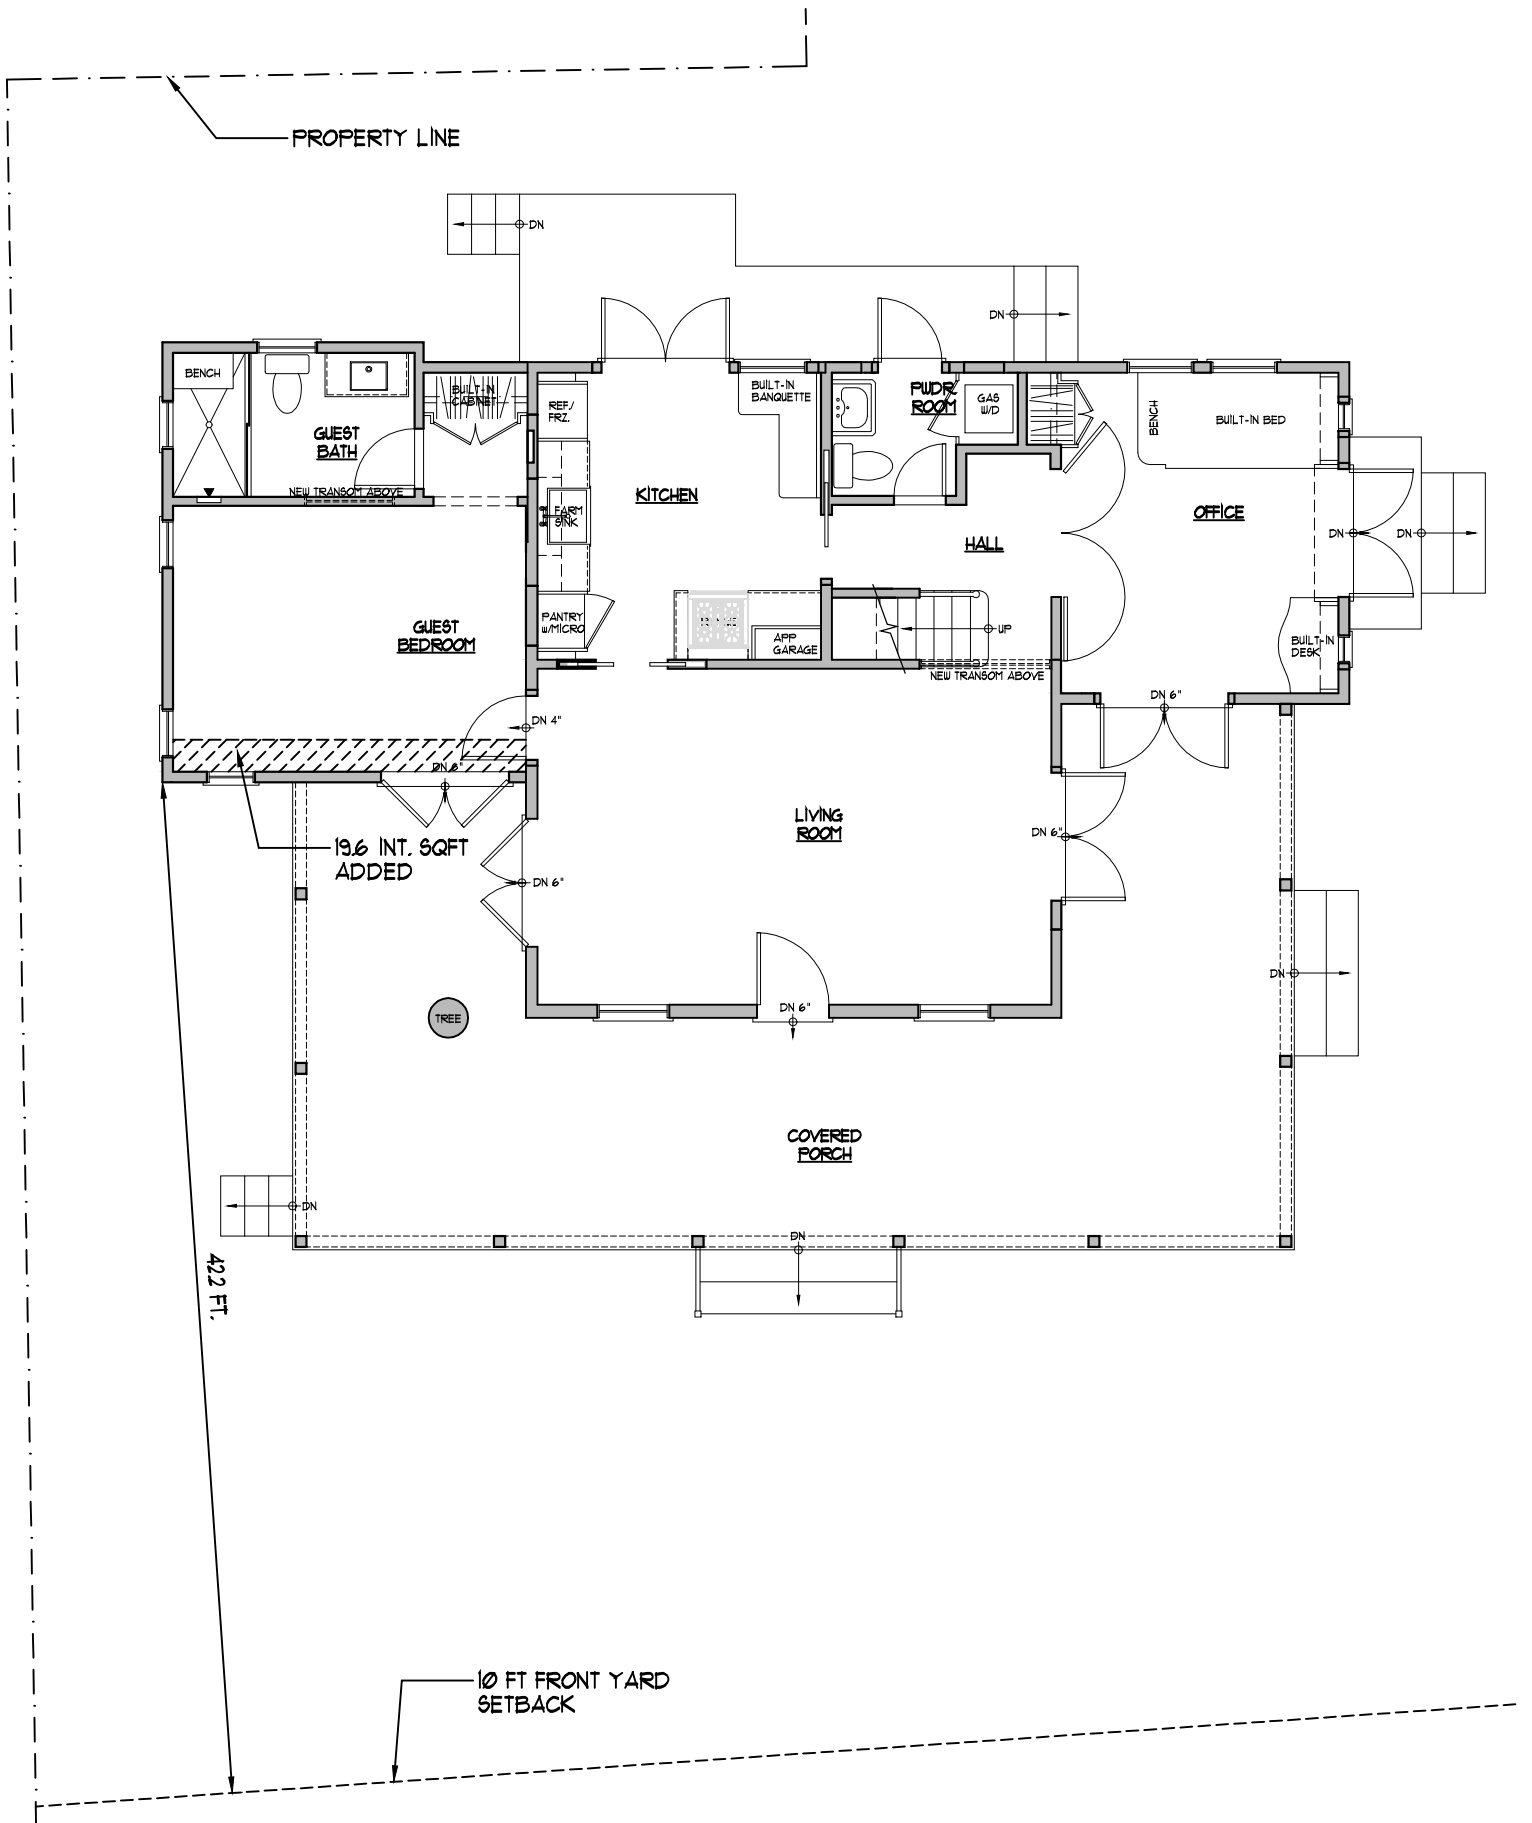 PROPERTY LINE
DN
DN
BENCH
GUEST
BATH
NEW TRANSOM ABOVE
BUILT-IN
CABINET
REF./
FRZ.
BUILT-IN
BANQUETTE
PWDR
ROOM
GAS
W/D
BENCH
BUILT-IN BED
KITCHEN
FARM
SINK
HALL
OFFICE
DN
DN
PANTRY
W/MICRO
APP
GARAGE
UP
NEW TRANSOM ABOVE
BUILT-IN
DESK
GUEST
BEDROOM
DN 4"
DN 6"
DN 6"
19.6 INT. SQFT
ADDED
LIVING
ROOM
DN 6"
DN 6"
DN 6"
DN
TREE
COVERED
PORCH
DN
DN
42.2 FT.
10 FT FRONT YARD
SETBACK